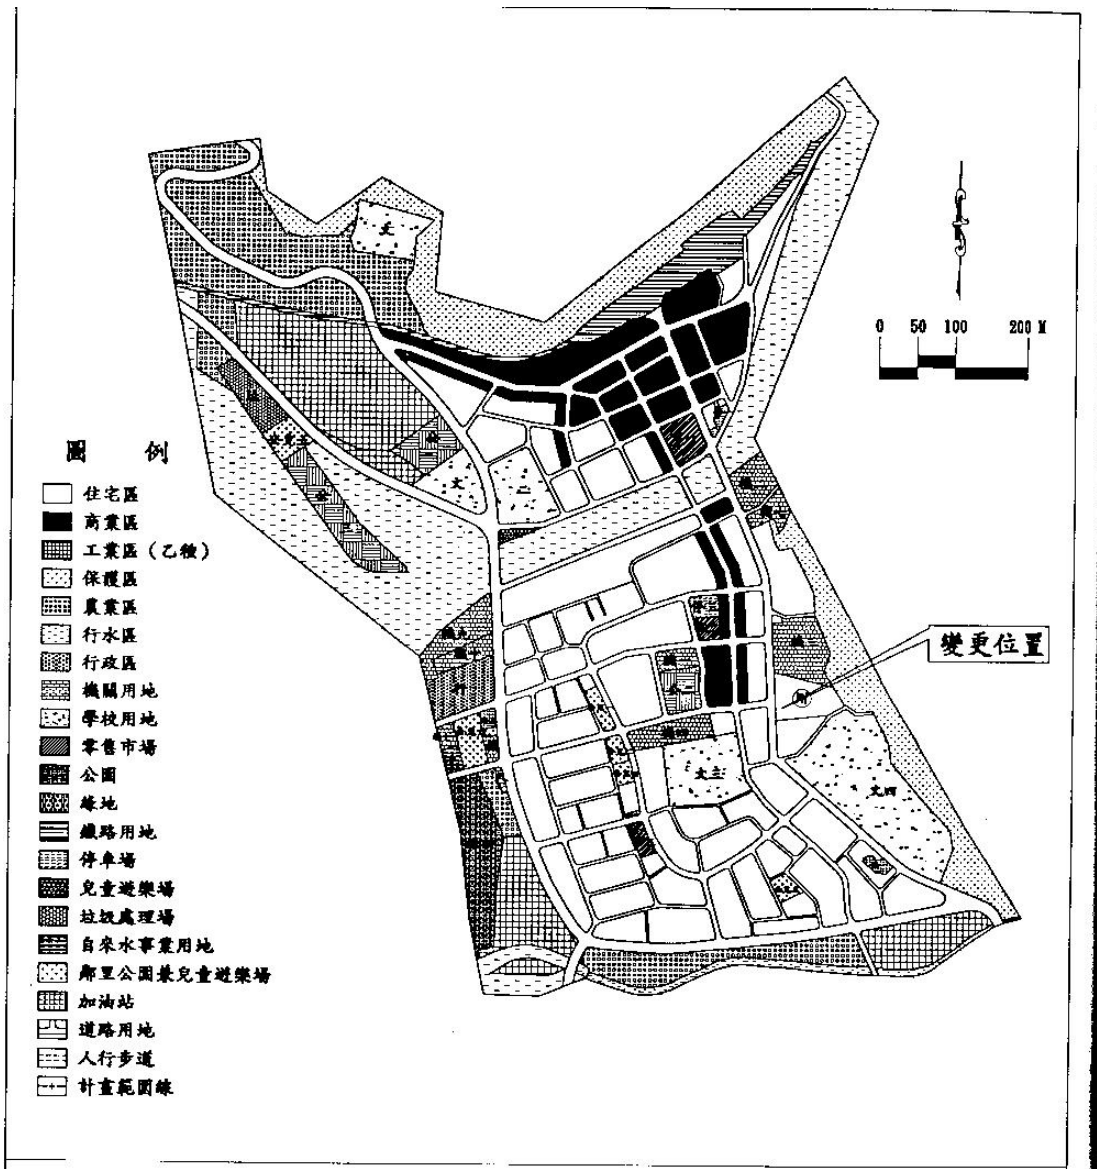 0 50 100 200 M
圖 例
住宅區
商業區
工業區（乙種）
保護區
農業區
行水區
行政區
機關用地
學校用地
零售市場
公園
綠地
鐵路用地
停車場
兒童遊樂場
垃圾處理場
自來水事業用地
鄰里公園兼兒童遊樂場
加油站
道路用地
人行步道
計畫範圍線
變更位置
文
文
二
文三
文四
機四